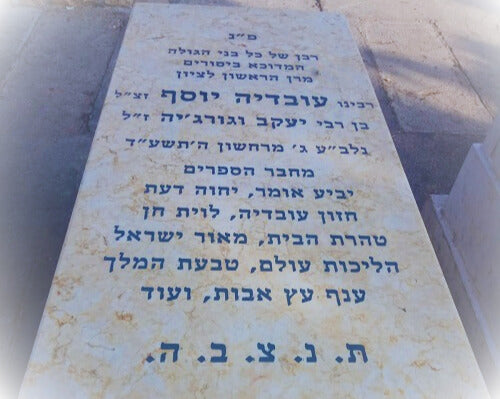 פ״נ
רבן של כל בני הגולה
המדוכא ביסורים
מרן הראשון לציון
רבינו עובדיה יוסף זצ״ל
בן רבי יעקב וגורג׳יה ז״ל
נלב״ע ג׳ מרחשון ה׳תשע״ד
מחבר הספרים
יביע אומר, יחוה דעת
חזון עובדיה, לוית חן
טהרת הבית, מאור ישראל
הליכות עולם, טבעת המלך
ענף עץ אבות, ועוד
ת. נ. צ. ב. ה.